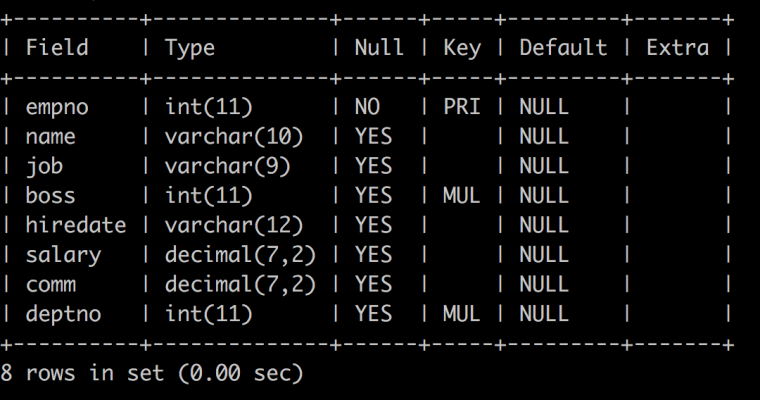 +----------+--------------+------+-----+---------+-------+
| Field    | Type         | Null | Key | Default | Extra |
+----------+--------------+------+-----+---------+-------+
| empno    | int(11)      | NO   | PRI | NULL    |       |
| name     | varchar(10)  | YES  |     | NULL    |       |
| job      | varchar(9)   | YES  |     | NULL    |       |
| boss     | int(11)      | YES  | MUL | NULL    |       |
| hiredate | varchar(12)  | YES  |     | NULL    |       |
| salary   | decimal(7,2) | YES  |     | NULL    |       |
| comm     | decimal(7,2) | YES  |     | NULL    |       |
| deptno   | int(11)      | YES  | MUL | NULL    |       |
+----------+--------------+------+-----+---------+-------+
8 rows in set (0.00 sec)